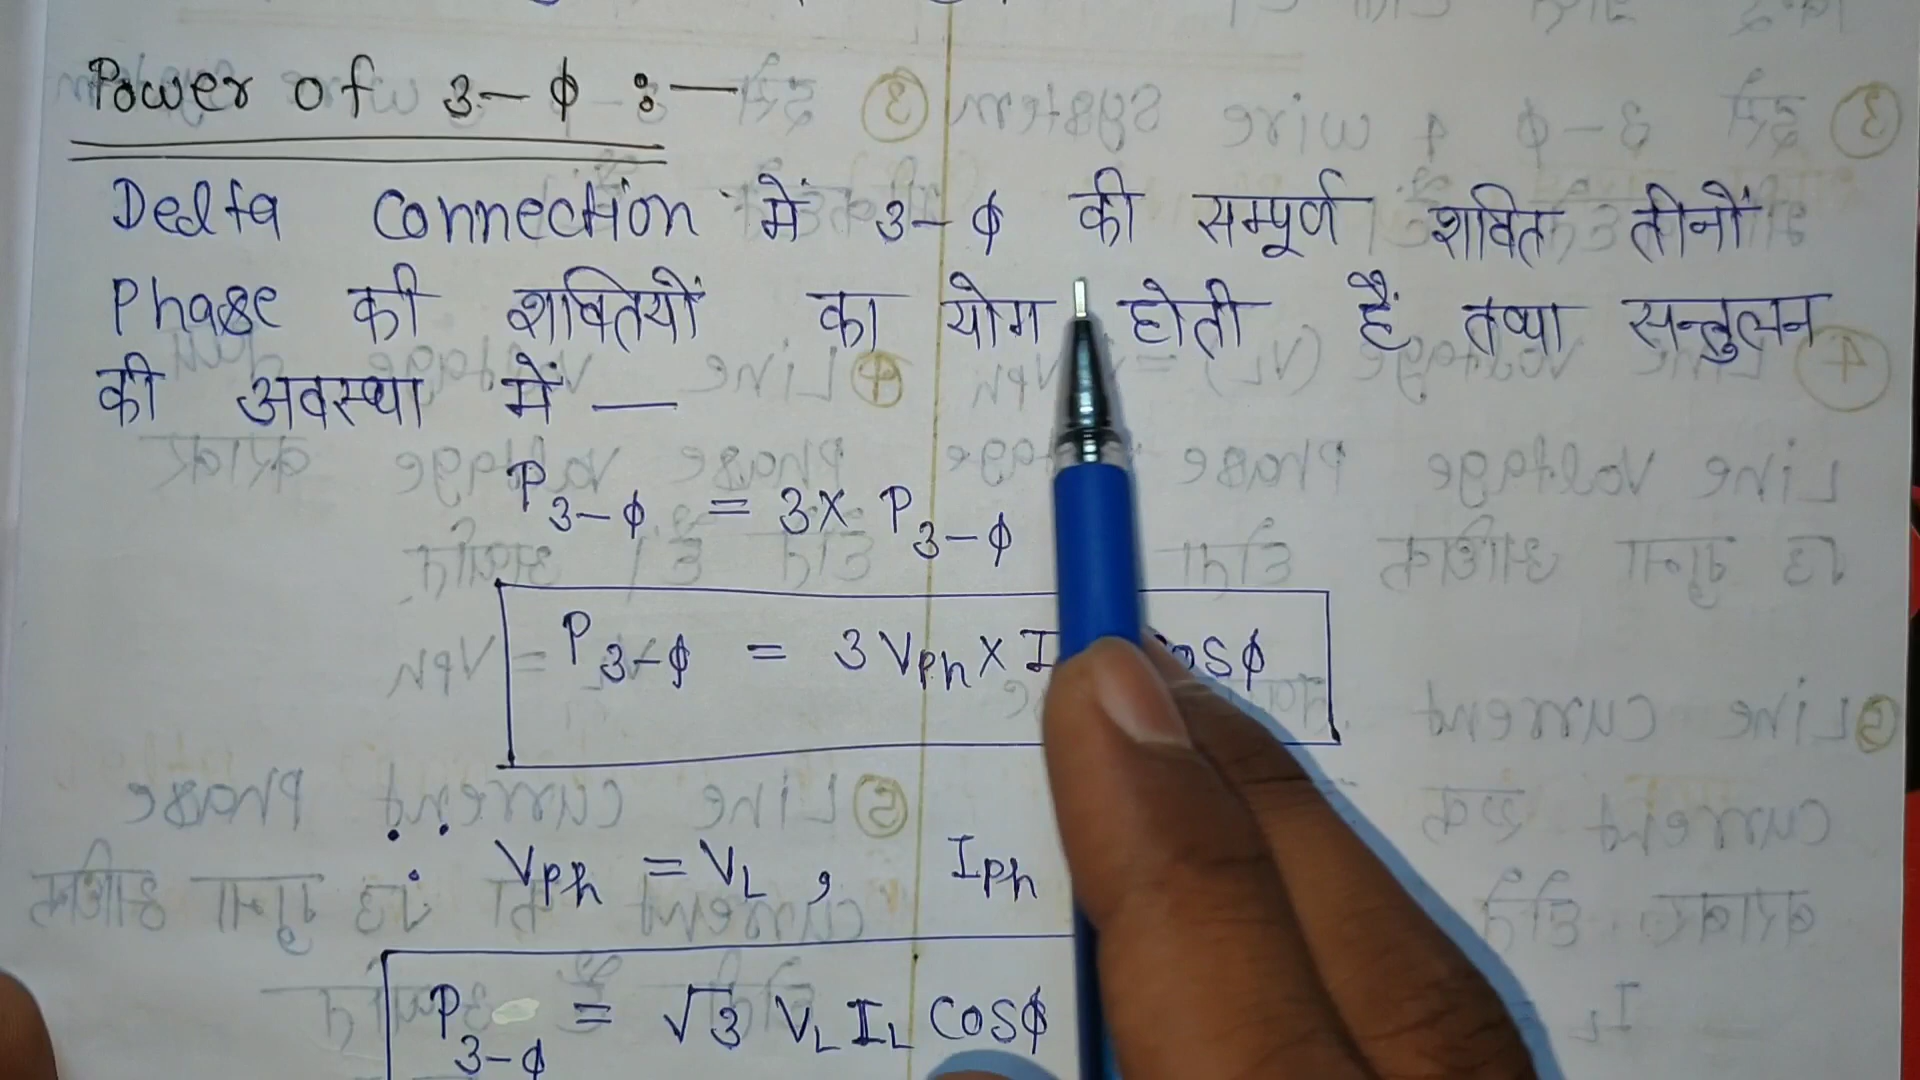 Power of 3-ϕ :-
Delta Connection में 3-ϕ की सम्पूर्ण शक्ति तीनों
Phase की शक्तियों का योग होती हैं तथा सन्तुलन
की अवस्था में —
P3-ϕ = 3× P3-ϕ
P3-ϕ = 3 VPh × I cosϕ
VPh = VL , IPh
P3-ϕ = √3 VL IL Cosϕ